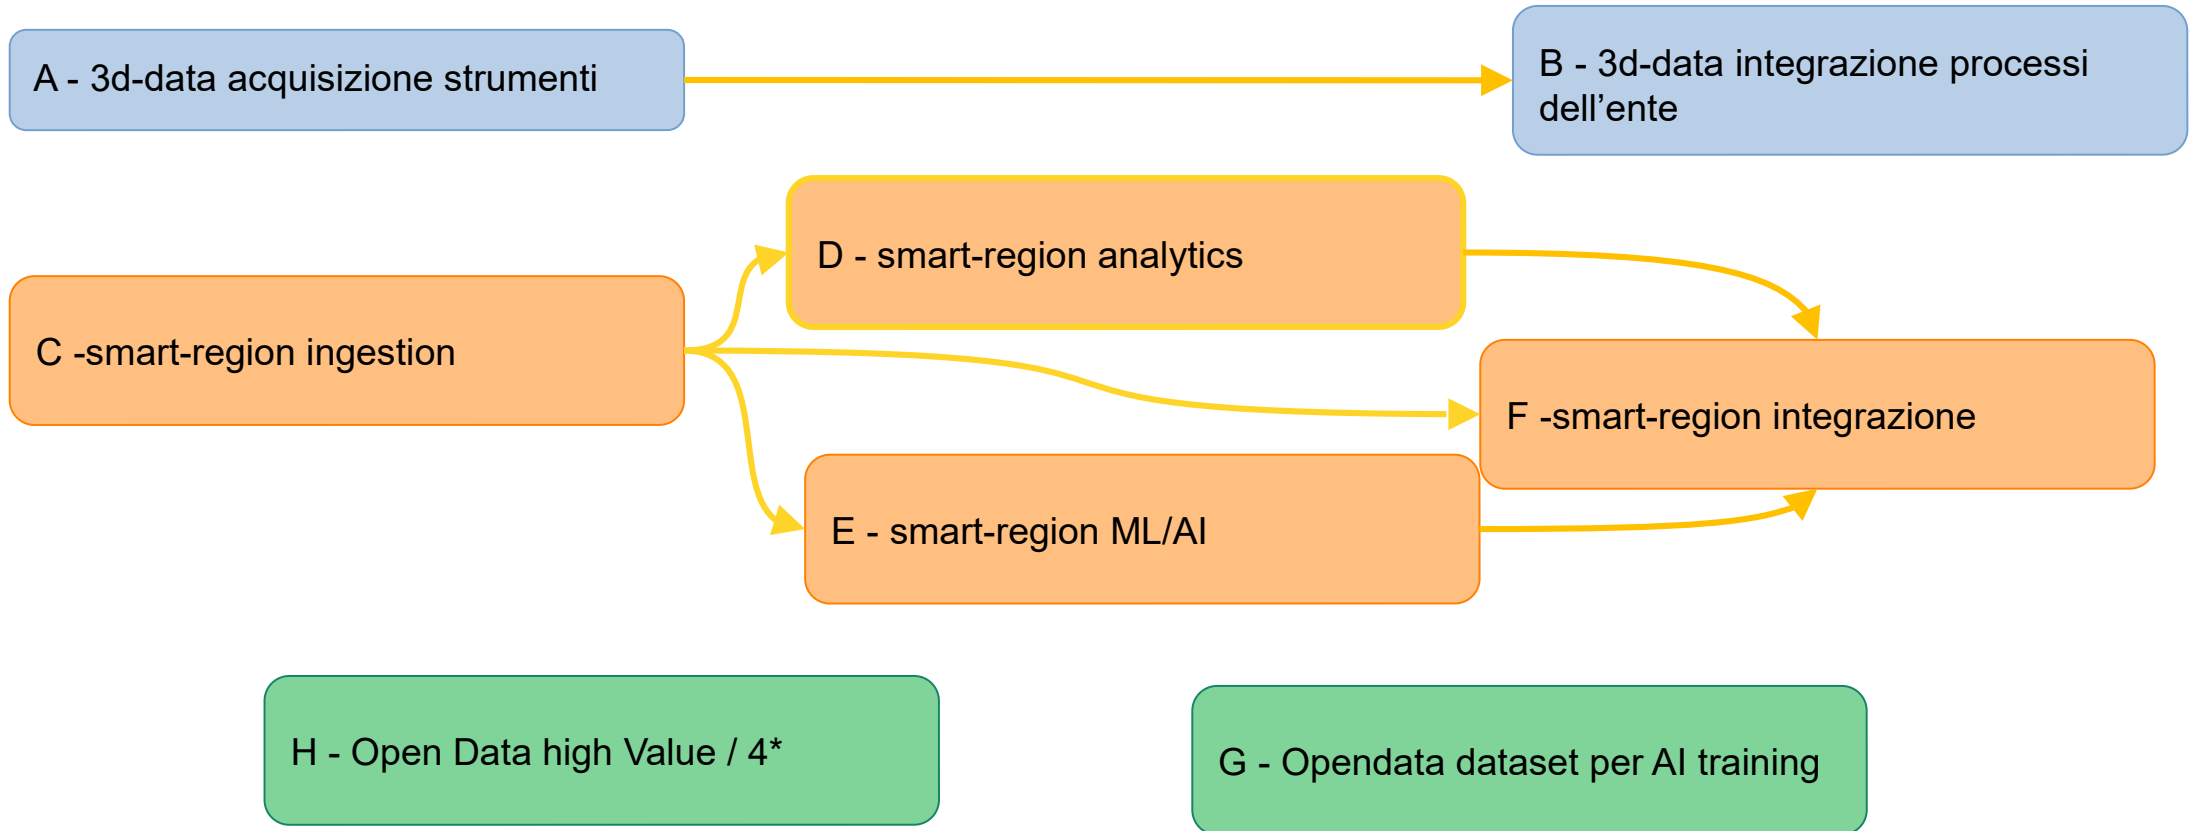 A - 3d-data acquisizione strumenti
B - 3d-data integrazione processi
dell’ente
D - smart-region analytics
C -smart-region ingestion
F -smart-region integrazione
E - smart-region ML/AI
H - Open Data high Value / 4*
G - Opendata dataset per AI training